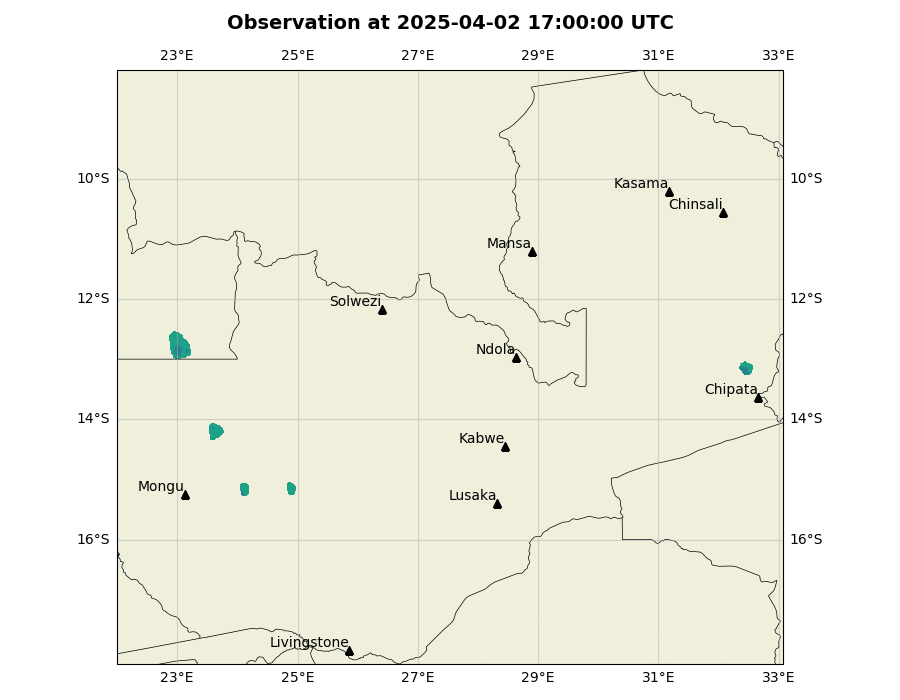 Observation at 2025-04-02 17:00:00 UTC
23°E 25°E 27°E 29°E 31°E 33°E
10°S 10°S
Kasama
Chinsali
Mansa
12°S 12°S
Solwezi
Ndola
Chipata
14°S 14°S
Kabwe
Mongu
Lusaka
16°S 16°S
Livingstone
23°E 25°E 27°E 29°E 31°E 33°E